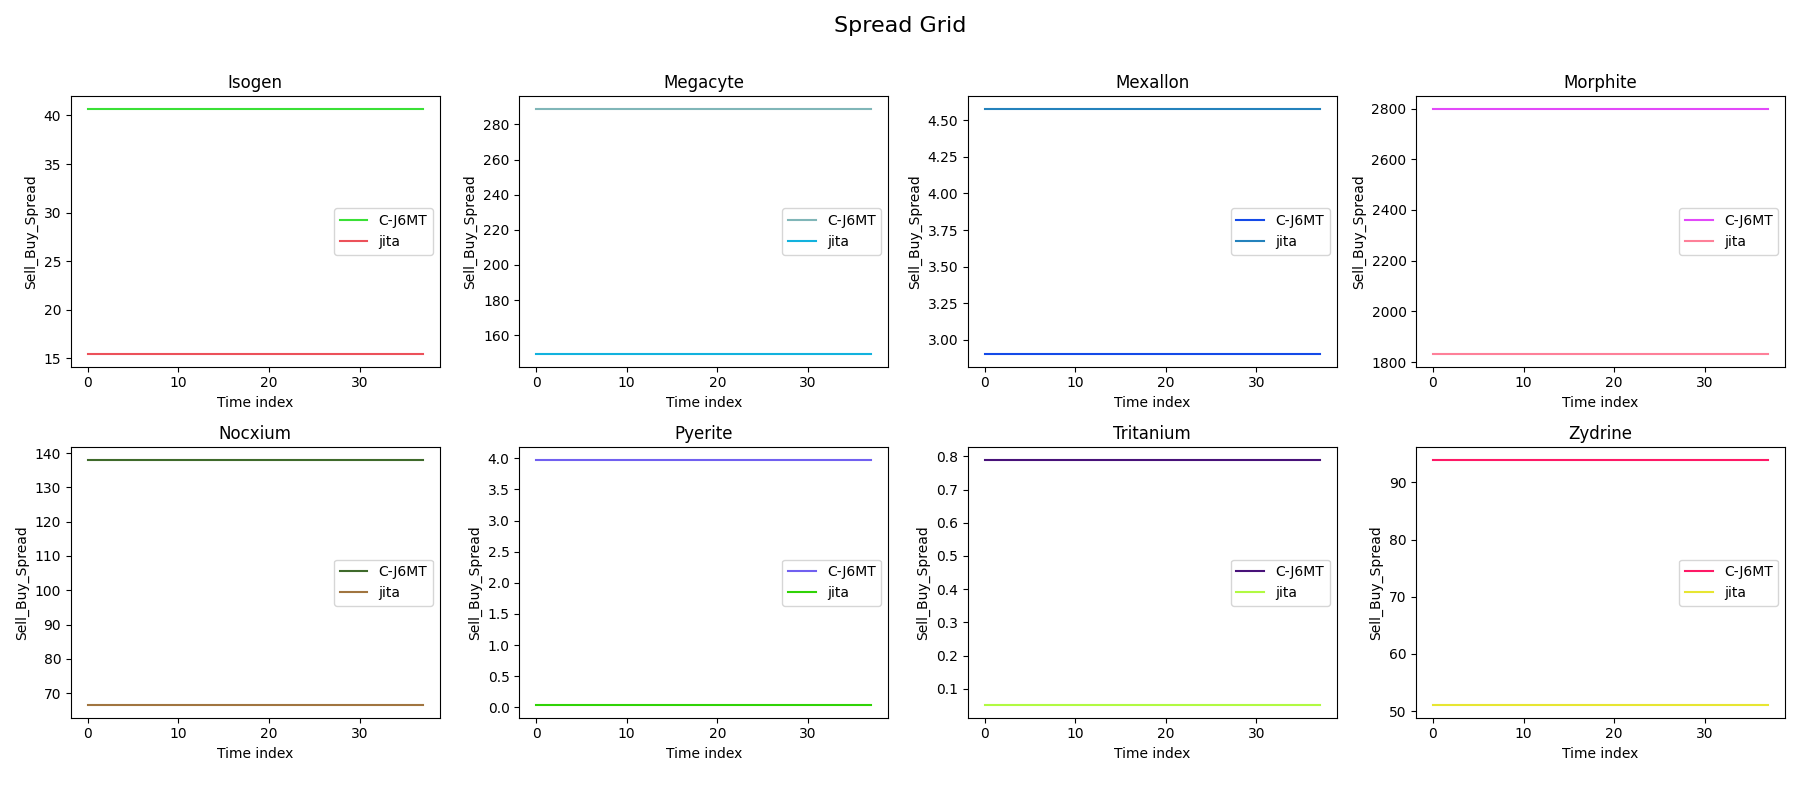 Spread Grid
Isogen
Megacyte
Mexallon
Morphite
Sell_Buy_Spread
40
35
30
25
20
15
C-J6MT
jita
0 10 20 30
Time index
Sell_Buy_Spread
280
260
240
220
200
180
160
C-J6MT
jita
0 10 20 30
Time index
Sell_Buy_Spread
4.50
4.25
4.00
3.75
3.50
3.25
3.00
C-J6MT
jita
0 10 20 30
Time index
Sell_Buy_Spread
2800
2600
2400
2200
2000
1800
C-J6MT
jita
0 10 20 30
Time index
Nocxium
Pyerite
Tritanium
Zydrine
Sell_Buy_Spread
140
130
120
110
100
90
80
70
C-J6MT
jita
0 10 20 30
Time index
Sell_Buy_Spread
4.0
3.5
3.0
2.5
2.0
1.5
1.0
0.5
0.0
C-J6MT
jita
0 10 20 30
Time index
Sell_Buy_Spread
0.8
0.7
0.6
0.5
0.4
0.3
0.2
0.1
C-J6MT
jita
0 10 20 30
Time index
Sell_Buy_Spread
90
80
70
60
50
C-J6MT
jita
0 10 20 30
Time index